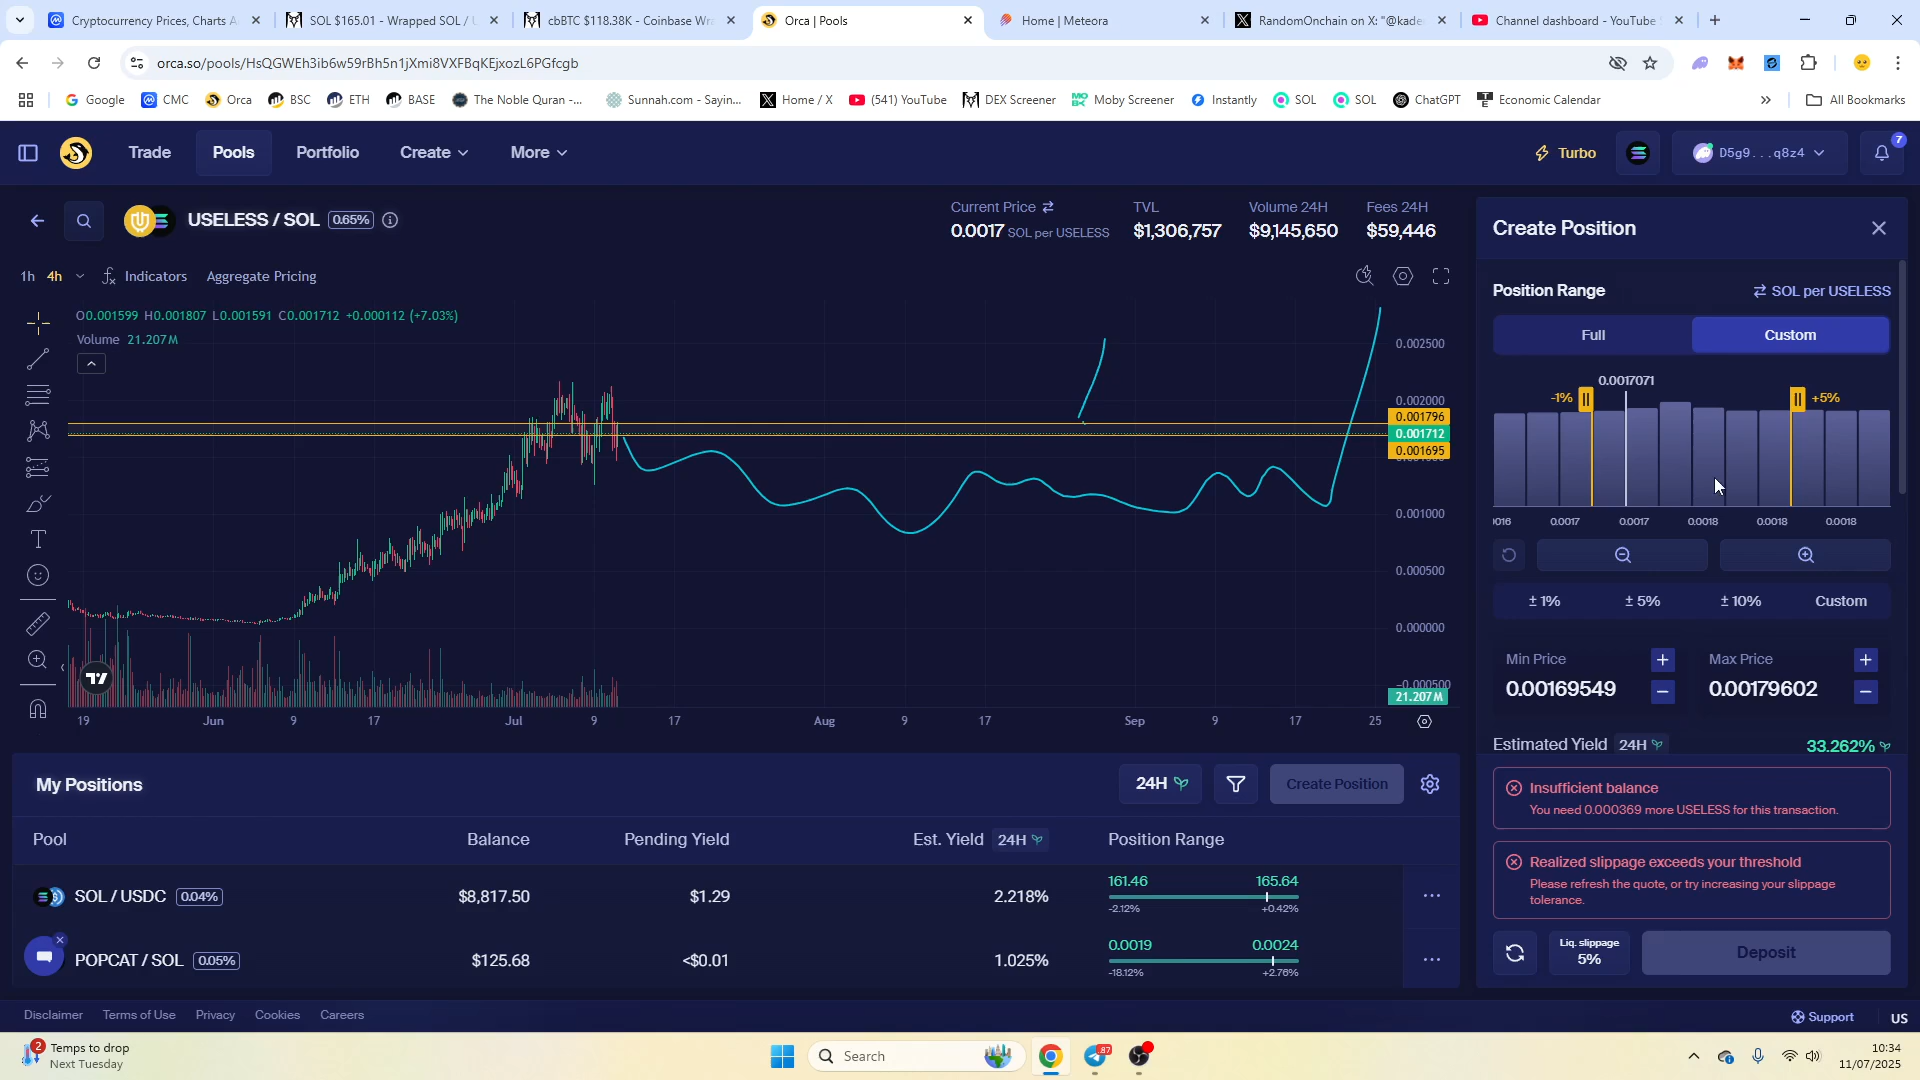 Cryptocurrency Prices, Charts A
SOL $165.01 - Wrapped SOL / U
cbBTC $118.38K - Coinbase Wra
Orca | Pools
Home | Meteora
RandomOnchain on X: "@kade
Channel dashboard - YouTube S
orca.so/pools/HsQGWEh3ib6w59rBh5n1jXmi8VXFBqKEjxozL6PGfcgb
Google
CMC
Orca
BSC
ETH
BASE
The Noble Quran -...
Sunnah.com - Sayin...
Home / X
(541) YouTube
DEX Screener
Moby Screener
Instantly
SOL
SOL
ChatGPT
Economic Calendar
All Bookmarks
Trade
Pools
Portfolio
Create
More
Turbo
D5g9...q8z4
7
USELESS / SOL 0.65%
Current Price
0.0017 SOL per USELESS
TVL
$1,306,757
Volume 24H
$9,145,650
Fees 24H
$59,446
Create Position
1h 4h
Indicators
Aggregate Pricing
O0.001599 H0.001807 L0.001591 C0.001712 +0.000112 (+7.03%)
Volume 21.207M
0.002500
0.002000
0.001796
0.001712
0.001695
0.001000
0.000500
0.000000
-0.000500
21.207M
19
Jun
9
17
Jul
9
17
Aug
9
17
Sep
9
17
25
Position Range
SOL per USELESS
Full
Custom
0.0017071
-1%
+5%
0.0017
0.0017
0.0018
0.0018
0.0018
± 1%
± 5%
± 10%
Custom
Min Price
0.00169549
Max Price
0.00179602
Estimated Yield 24H
33.262%
Insufficient balance
You need 0.000369 more USELESS for this transaction.
Realized slippage exceeds your threshold
Please refresh the quote, or try increasing your slippage
tolerance.
Liq. slippage
5%
Deposit
My Positions
24H
Create Position
Pool
Balance
Pending Yield
Est. Yield 24H
Position Range
SOL / USDC 0.04%
$8,817.50
$1.29
2.218%
161.46
165.64
-2.12%
+0.42%
POPCAT / SOL 0.05%
$125.68
<$0.01
1.025%
0.0019
0.0024
-18.12%
+2.76%
Disclaimer
Terms of Use
Privacy
Cookies
Careers
Support
US
2
Temps to drop
Next Tuesday
Search
87
10:34
11/07/2025